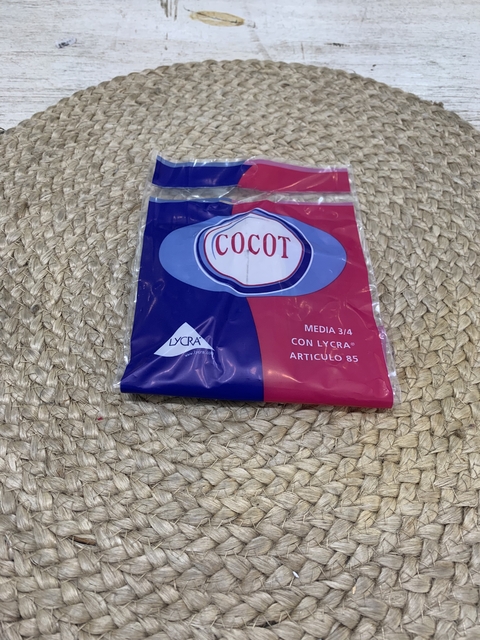 COCOT
LYCRA®
MEDIA 3/4
CON LYCRA®
ARTICULO 85